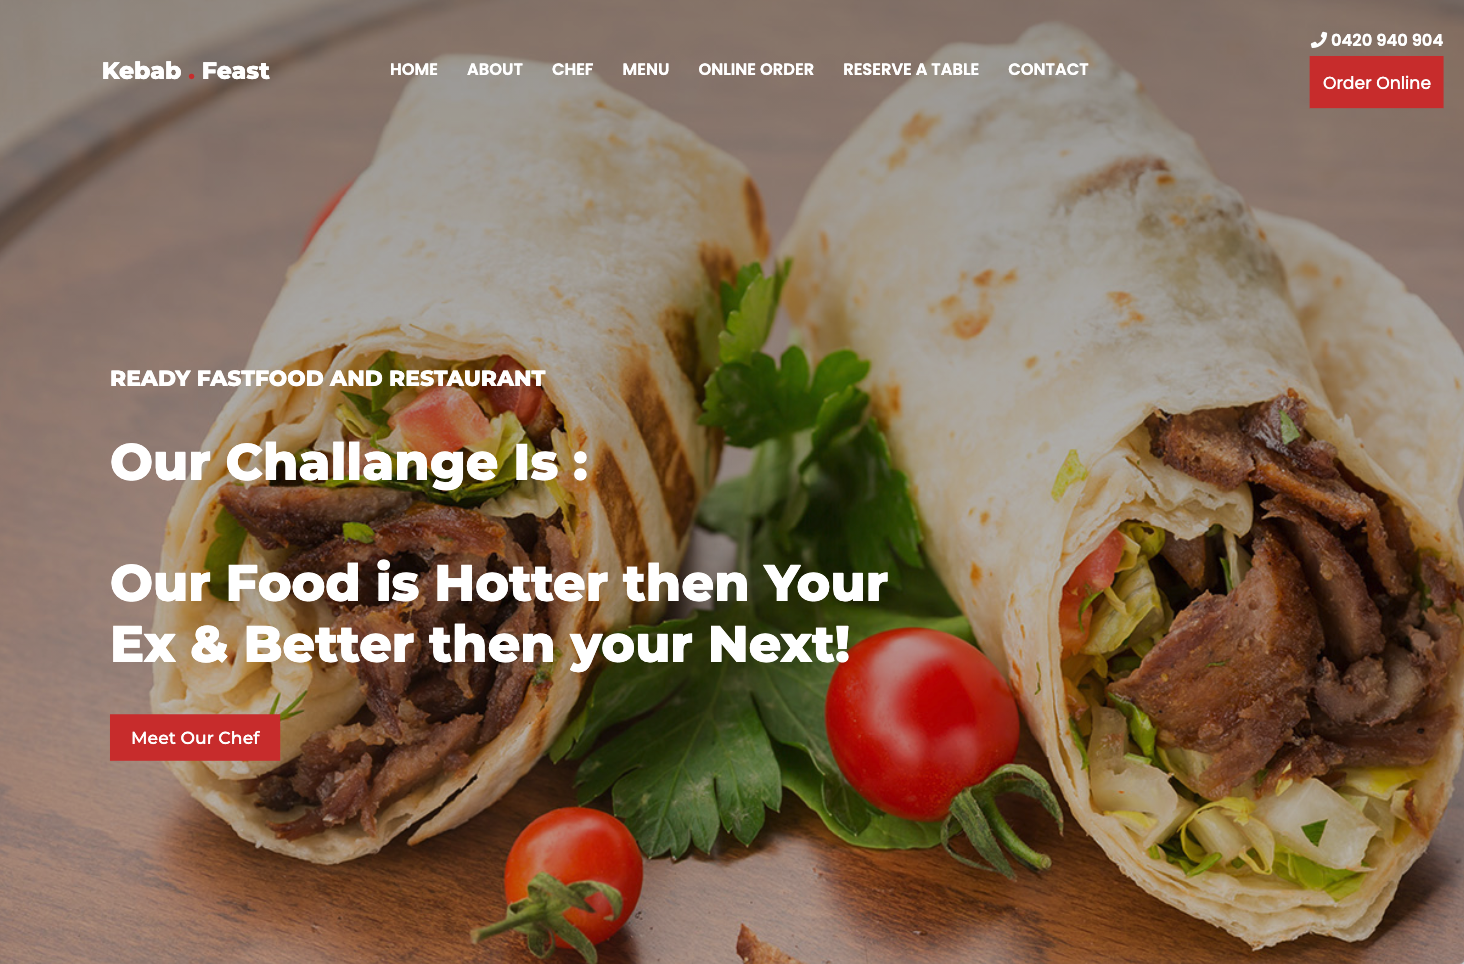 Kebab . Feast
HOME ABOUT CHEF MENU ONLINE ORDER RESERVE A TABLE CONTACT
0420 940 904
Order Online
READY FASTFOOD AND RESTAURANT
Our Challange Is :
Our Food is Hotter then Your
Ex & Better then your Next!
Meet Our Chef